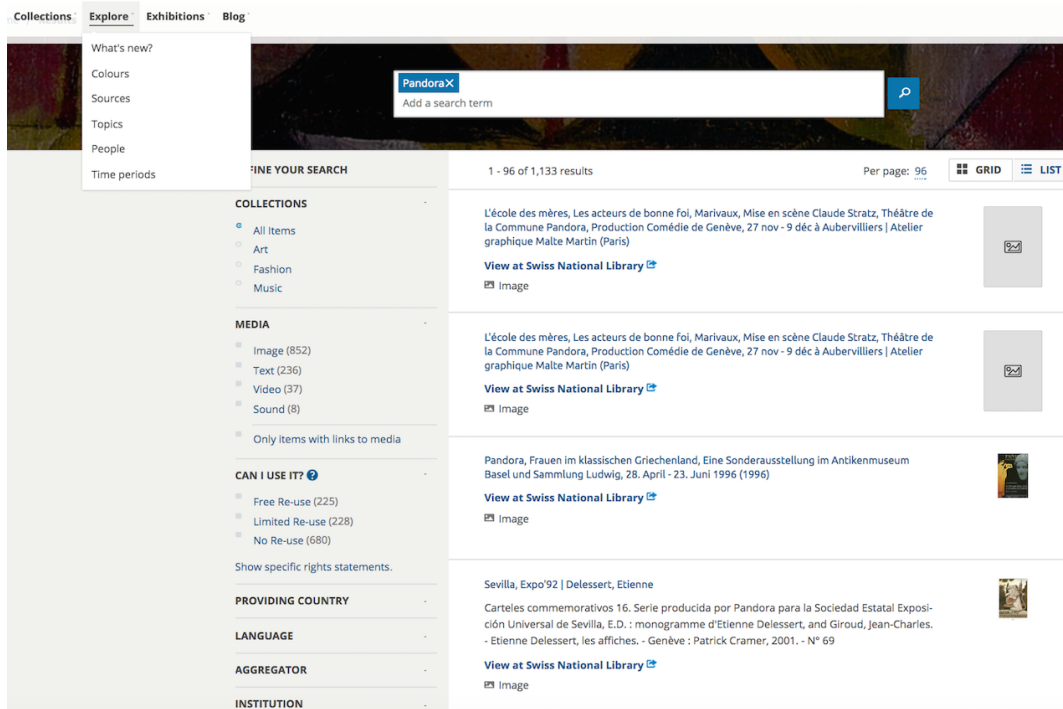 Collections
Explore
Exhibitions
Blog
What's new?
Colours
Sources
Topics
People
Time periods
Pandora X
Add a search term
FINE YOUR SEARCH
COLLECTIONS
All Items
Art
Fashion
Music
MEDIA
Image (852)
Text (236)
Video (37)
Sound (8)
Only items with links to media
CAN I USE IT? ?
Free Re-use (225)
Limited Re-use (228)
No Re-use (680)
Show specific rights statements.
PROVIDING COUNTRY
LANGUAGE
AGGREGATOR
INSTITUTION
1 - 96 of 1,133 results
Per page: 96
GRID
LIST
L'école des mères, Les acteurs de bonne foi, Marivaux, Mise en scène Claude Stratz, Théâtre de
la Commune Pandora, Production Comédie de Genève, 27 nov - 9 déc à Aubervilliers | Atelier
graphique Malte Martin (Paris)
View at Swiss National Library
Image
L'école des mères, Les acteurs de bonne foi, Marivaux, Mise en scène Claude Stratz, Théâtre de
la Commune Pandora, Production Comédie de Genève, 27 nov - 9 déc à Aubervilliers | Atelier
graphique Malte Martin (Paris)
View at Swiss National Library
Image
Pandora, Frauen im klassischen Griechenland, Eine Sonderausstellung im Antikenmuseum
Basel und Sammlung Ludwig, 28. April - 23. Juni 1996 (1996)
View at Swiss National Library
Image
Sevilla, Expo'92 | Delessert, Etienne
Carteles commemorativos 16. Serie producida por Pandora para la Sociedad Estatal Exposi-
ción Universal de Sevilla, E.D. : monogramme d'Etienne Delessert, and Giroud, Jean-Charles.
- Etienne Delessert, les affiches. - Genève : Patrick Cramer, 2001. - N° 69
View at Swiss National Library
Image